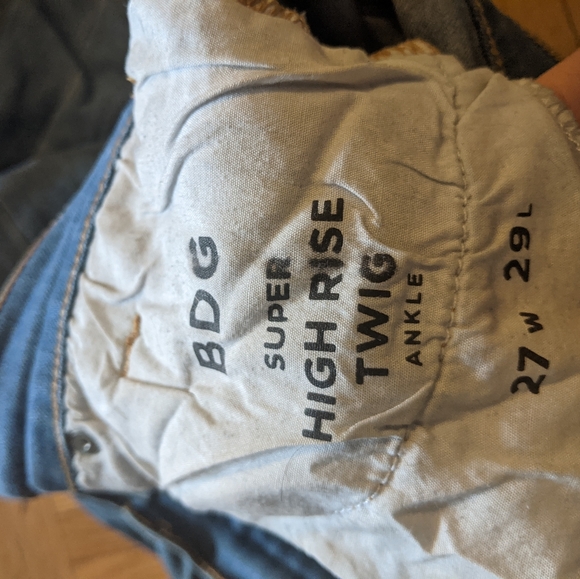 BDG
SUPER
HIGH RISE
TWIG
ANKLE
27 W 29 L